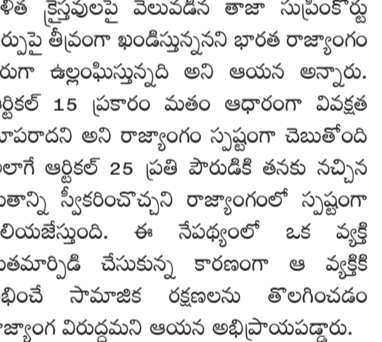 ళిత క్రైస్తవులపై వెలువడిన తాజా సుప్రింకోర్టు
ర్పుపై తీవ్రంగా ఖండిస్తున్నానని భారత రాజ్యాంగం
రుగా ఉల్లంఘిస్తున్నది అని ఆయన అన్నారు.
ర్టికల్ 15 ప్రకారం మతం ఆధారంగా వివక్షత
చూపరాదని అని రాజ్యాంగం స్పష్టంగా చెబుతోంది
లాగే ఆర్టికల్ 25 ప్రతి పౌరుడికి తనకు నచ్చిన
మతాన్ని స్వీకరించొచ్చని రాజ్యాంగంలో స్పష్టంగా
లియజేస్తుంది. ఈ నేపథ్యంలో ఒక వ్యక్తి
మతమార్పిడి చేసుకున్న కారణంగా ఆ వ్యక్తికి
భించే సామాజిక రక్షణలను తొలగించడం
జ్యాంగ విరుద్ధమని ఆయన అభిప్రాయపడ్డారు.